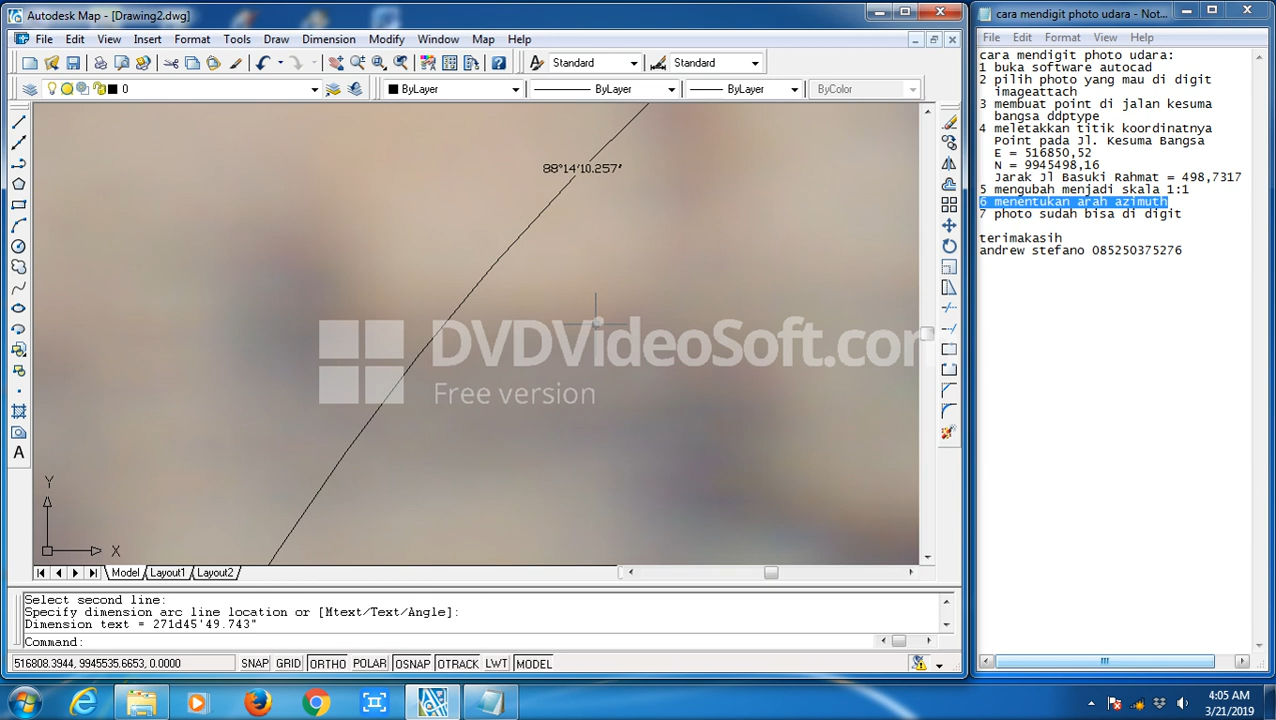 Autodesk Map - [Drawing2.dwg]
File Edit View Insert Format Tools Draw Dimension Modify Window Map Help
Standard Standard
0 ByLayer ByLayer ByLayer ByColor
88°14'10.257"
DVDVideoSoft.com
Free version
Y
X
Model Layout1 Layout2
Select second line:
Specify dimension arc line location or [Mtext/Text/Angle]:
Dimension text = 271d45'49.743"
Command:
516808.3944, 9945535.6653, 0.0000 SNAP GRID ORTHO POLAR OSNAP OTRACK LWT MODEL
cara mendigit photo udara - Not...
File Edit Format View Help
cara mendigit photo udara:
1 buka software autocad
2 pilih photo yang mau di digit
imageattach
3 membuat point di jalan kesuma
bangsa ddptype
4 meletakkan titik koordinatnya
Point pada Jl. Kesuma Bangsa
E = 516850,52
N = 9945498,16
Jarak Jl Basuki Rahmat = 498,7317
5 mengubah menjadi skala 1:1
6 menentukan arah azimuth
7 photo sudah bisa di digit
terimakasih
andrew stefano 085250375276
4:05 AM
3/21/2019